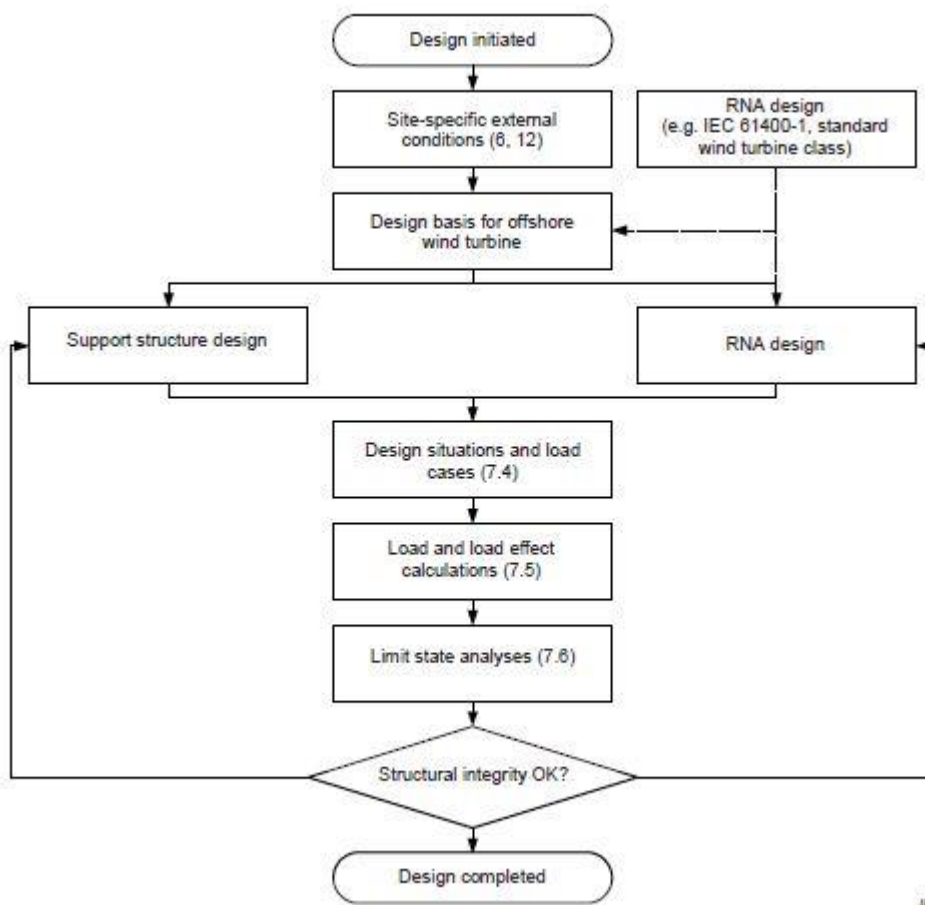 Design initiated
Site-specific external
conditions (6, 12)
RNA design
(e.g. IEC 61400-1, standard
wind turbine class)
Design basis for offshore
wind turbine
Support structure design
RNA design
Design situations and load
cases (7.4)
Load and load effect
calculations (7.5)
Limit state analyses (7.6)
Structural integrity OK?
Design completed